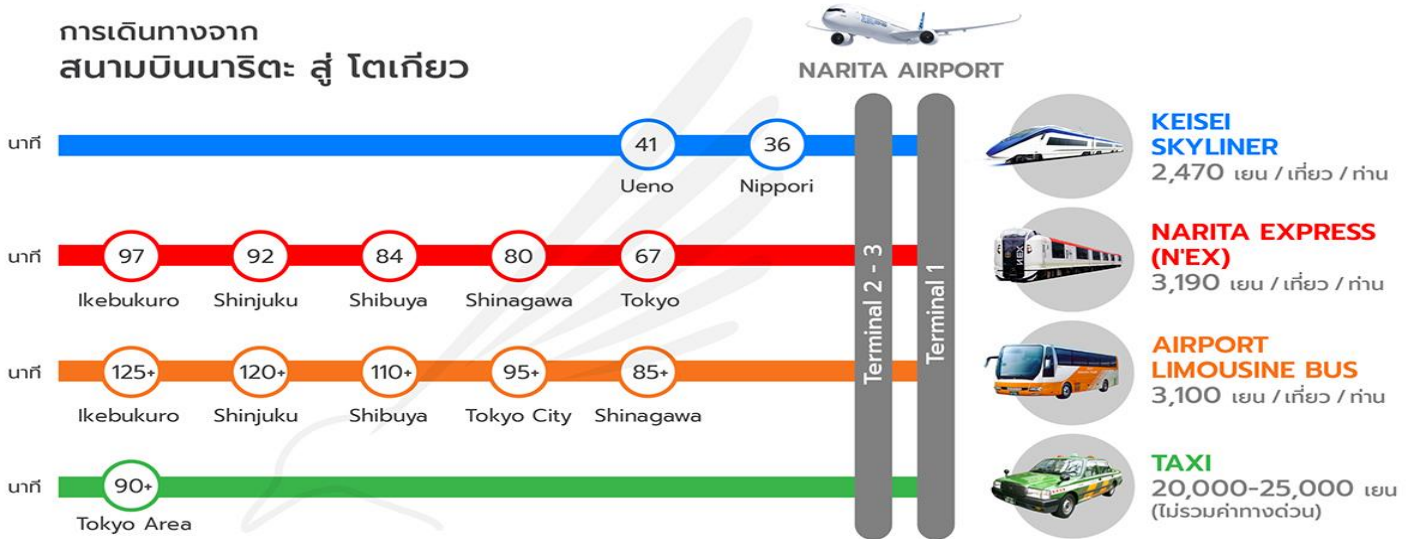 การเดินทางจาก
สนามบินนาริตะ สู่ โตเกียว
NARITA AIRPORT
นาที
41
36
Ueno
Nippori
KEISEI
SKYLINER
2,470 เยน / เที่ยว / ท่าน
นาที
97
92
84
80
67
Ikebukuro
Shinjuku
Shibuya
Shinagawa
Tokyo
NARITA EXPRESS
(N'EX)
3,190 เยน / เที่ยว / ท่าน
นาที
125+
120+
110+
95+
85+
Ikebukuro
Shinjuku
Shibuya
Tokyo City
Shinagawa
AIRPORT
LIMOUSINE BUS
3,100 เยน / เที่ยว / ท่าน
นาที
90+
Tokyo Area
TAXI
20,000-25,000 เยน
(ไม่รวมค่าทางด่วน)
Terminal 2 - 3
Terminal 1
NEX